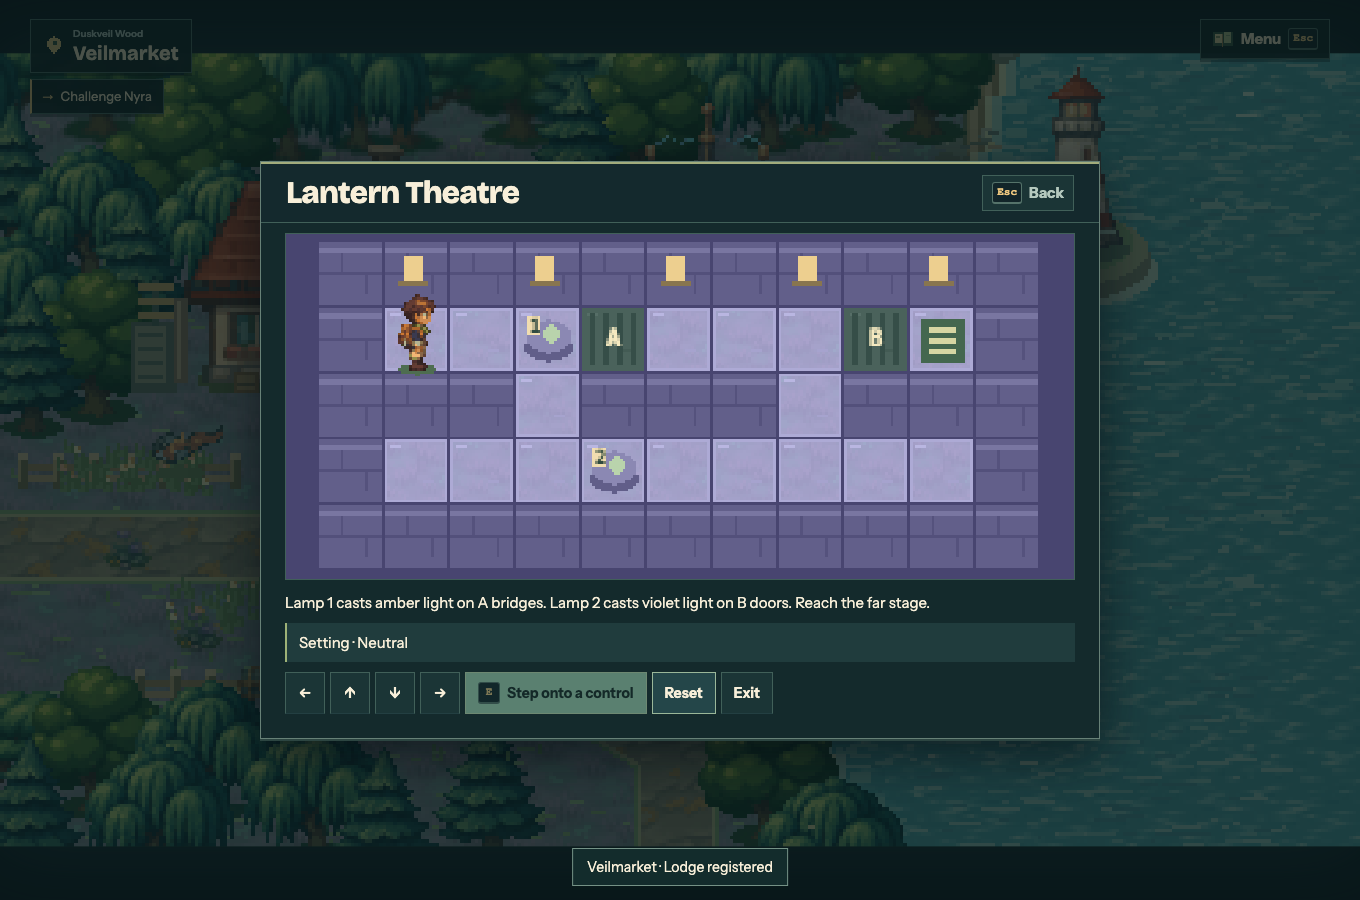 Duskveil Wood
Veilmarket
→ Challenge Nyra
Menu Esc
Lantern Theatre
Esc Back
1
A
B
2
Lamp 1 casts amber light on A bridges. Lamp 2 casts violet light on B doors. Reach the far stage.
Setting · Neutral
← ↑ ↓ → E Step onto a control Reset Exit
Veilmarket · Lodge registered